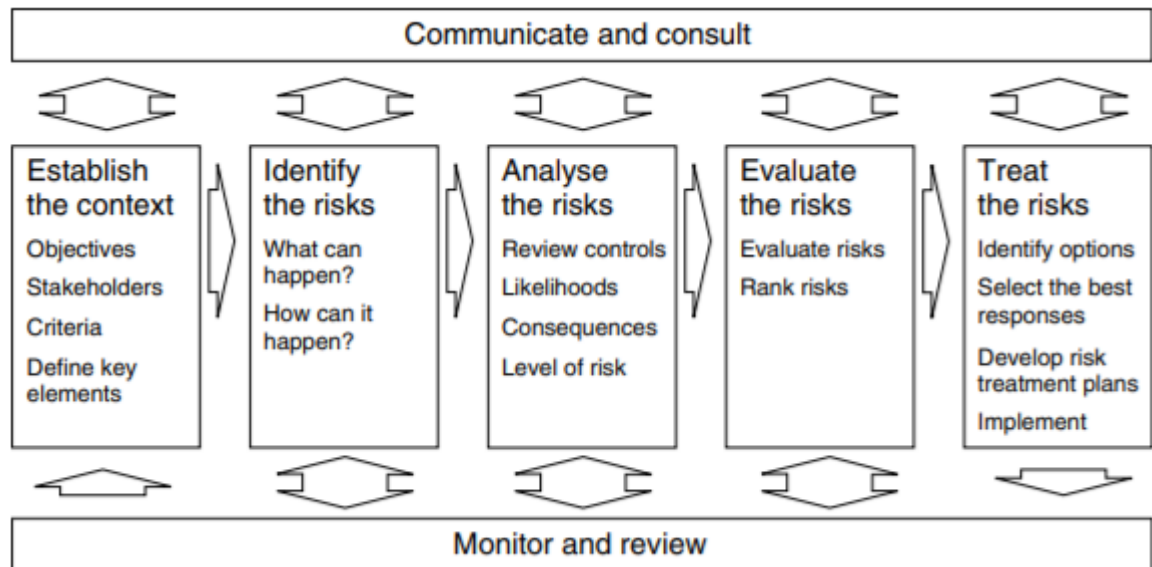 Communicate and consult
Establish
the context
Objectives
Stakeholders
Criteria
Define key
elements
Identify
the risks
What can
happen?
How can it
happen?
Analyse
the risks
Review controls
Likelihoods
Consequences
Level of risk
Evaluate
the risks
Evaluate risks
Rank risks
Treat
the risks
Identify options
Select the best
responses
Develop risk
treatment plans
Implement
Monitor and review